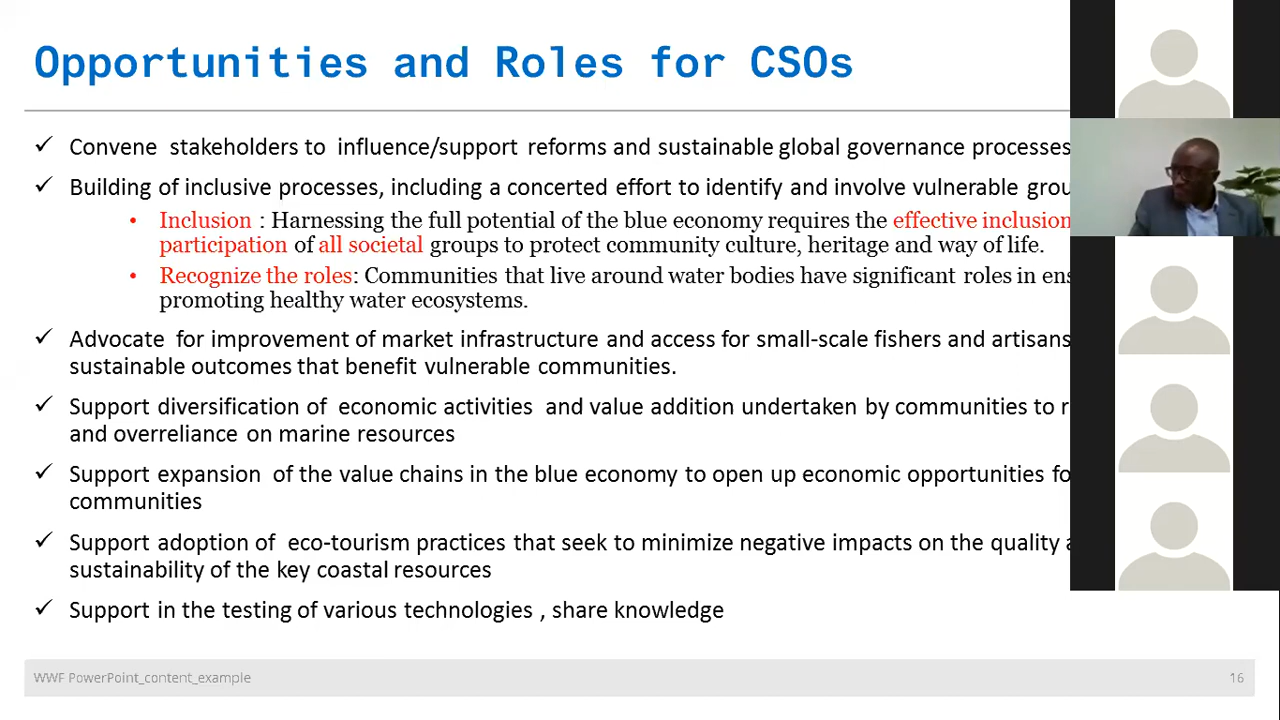 Opportunities and Roles for CSOs
✓ Convene stakeholders to influence/support reforms and sustainable global governance processes
✓ Building of inclusive processes, including a concerted effort to identify and involve vulnerable
• Inclusion : Harnessing the full potential of the blue economy requires the effective inclusion
participation of all societal groups to protect community culture, heritage and way of life.
• Recognize the roles: Communities that live around water bodies have significant roles in
promoting healthy water ecosystems.
✓ Advocate for improvement of market infrastructure and access for small-scale fishers and artisans
sustainable outcomes that benefit vulnerable communities.
✓ Support diversification of economic activities and value addition undertaken by communities to
and overreliance on marine resources
✓ Support expansion of the value chains in the blue economy to open up economic opportunities
communities
✓ Support adoption of eco-tourism practices that seek to minimize negative impacts on the quality
sustainability of the key coastal resources
✓ Support in the testing of various technologies , share knowledge
WWF PowerPoint_content_example
16